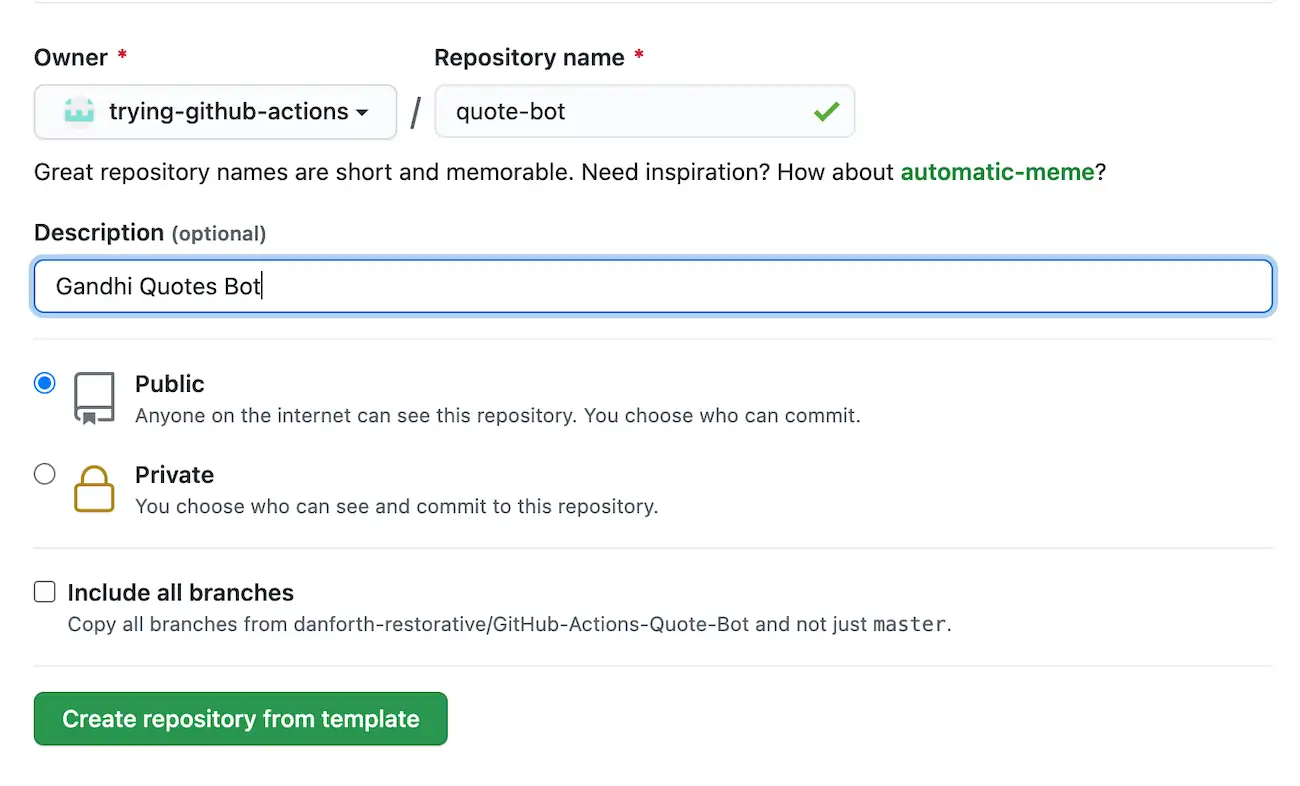 Owner *
Repository name *
trying-github-actions
/
quote-bot
Great repository names are short and memorable. Need inspiration? How about automatic-meme?
Description (optional)
Gandhi Quotes Bot
Public
Anyone on the internet can see this repository. You choose who can commit.
Private
You choose who can see and commit to this repository.
Include all branches
Copy all branches from danforth-restorative/GitHub-Actions-Quote-Bot and not just master.
Create repository from template